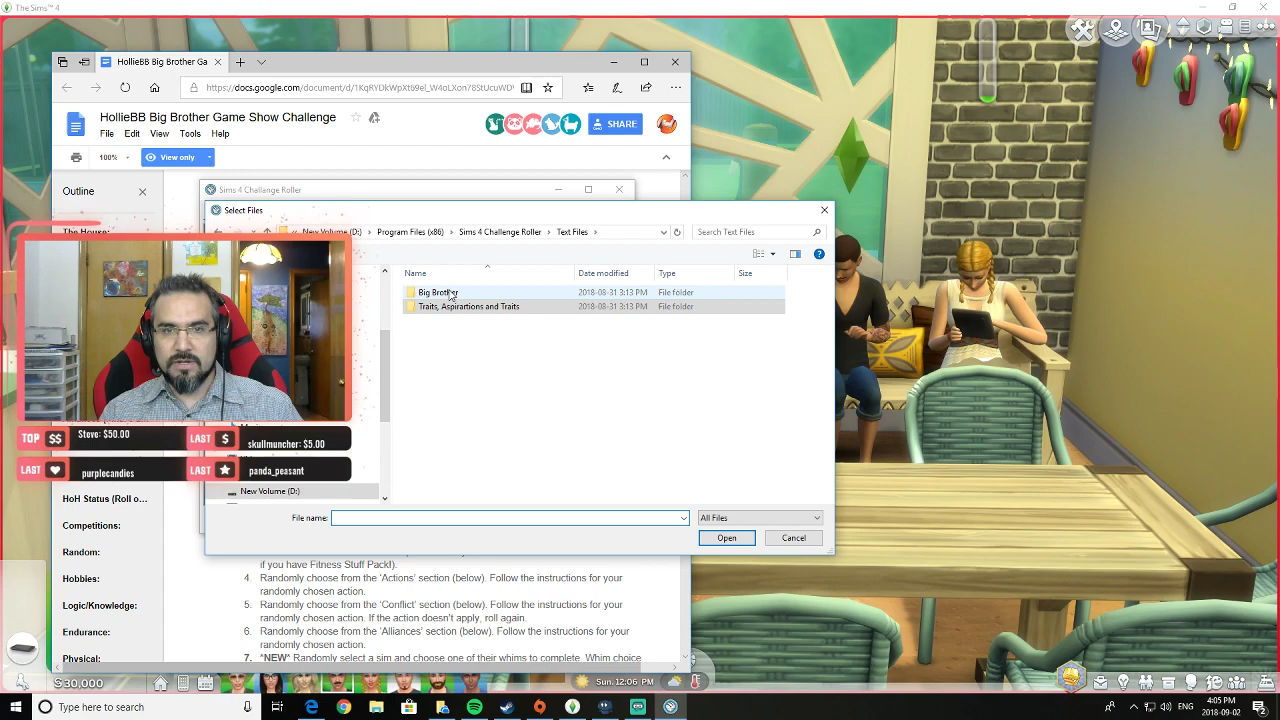 The Sims™ 4
HollieBB Big Brother Ga
https://docs.google.com/document/d/1KqRYDkWpXt69el_W4oLXon78StUcuWD
HollieBB Big Brother Game Show Challenge
File Edit View Tools Help
SHARE
100%
View only
Outline
Sims 4 Challange Roller
Select Files
New Volume (D:) > Program Files (x86) > Sims 4 Challenge Roller > Text Files >
Search Text Files
Name Date modified Type Size
Big Brother 2018-08-31 3:13 PM File folder
Traits, Aspirartions and Traits 2018-08-31 3:13 PM File folder
TOP $$ Steve: $50.00 LAST $ skullmuncher: $5.00
LAST purplecandies LAST panda_peasant
New Volume (D:)
HoH Status (Roll o...
File name:
All Files
Open
Cancel
Competitions:
Random:
Hobbies:
Logic/Knowledge:
Endurance:
Physical:
if you have Fitness Stuff Pack!).
4. Randomly choose from the 'Actions' section (below). Follow the instructions for your
randomly chosen action.
5. Randomly choose from the 'Conflict' section (below). Follow the instructions for your
randomly chosen action. If the action doesn't apply, roll again.
6. Randomly choose from the 'Alliances' section (below). Follow the instructions for your
randomly chosen action.
7. *NEW* Randomly select a sim and choose one of their whims to complete. Whim choice
§30,000
Sun. 12:06 PM
Type here to search
4:05 PM
2018-09-02